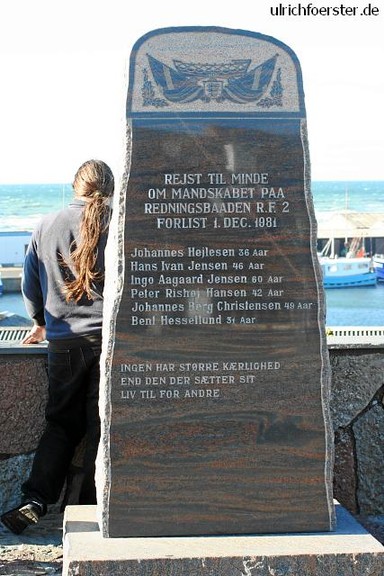 ulrichfoerster.de
REJST TIL MINDE
OM MANDSKABET PAA
REDNINGSBAADEN R.F. 2
FORLIST 1. DEC. 1981
Johannes Højlesen 36 Aar
Hans Ivan Jensen 46 Aar
Ingo Aagaard Jensen 60 Aar
Peter Rishøj Hansen 42 Aar
Johannes Berg Christensen 49 Aar
Bent Hessellund 31 Aar
INGEN HAR STØRRE KÆRLIGHED
END DEN DER SÆTTER SIT
LIV TIL FOR ANDRE